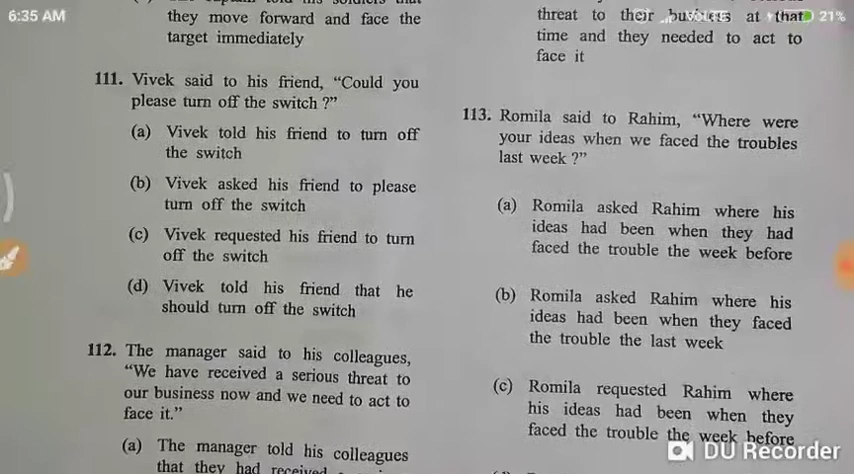 6:35 AM
21%
they move forward and face the
target immediately
111. Vivek said to his friend, “Could you
please turn off the switch ?”
(a) Vivek told his friend to turn off
the switch
(b) Vivek asked his friend to please
turn off the switch
(c) Vivek requested his friend to turn
off the switch
(d) Vivek told his friend that he
should turn off the switch
112. The manager said to his colleagues,
“We have received a serious threat to
our business now and we need to act to
face it.”
(a) The manager told his colleagues
that they had received
threat to their business at that
time and they needed to act to
face it
113. Romila said to Rahim, “Where were
your ideas when we faced the troubles
last week ?”
(a) Romila asked Rahim where his
ideas had been when they had
faced the trouble the week before
(b) Romila asked Rahim where his
ideas had been when they faced
the trouble the last week
(c) Romila requested Rahim where
his ideas had been when they
faced the trouble the week before
DU Recorder